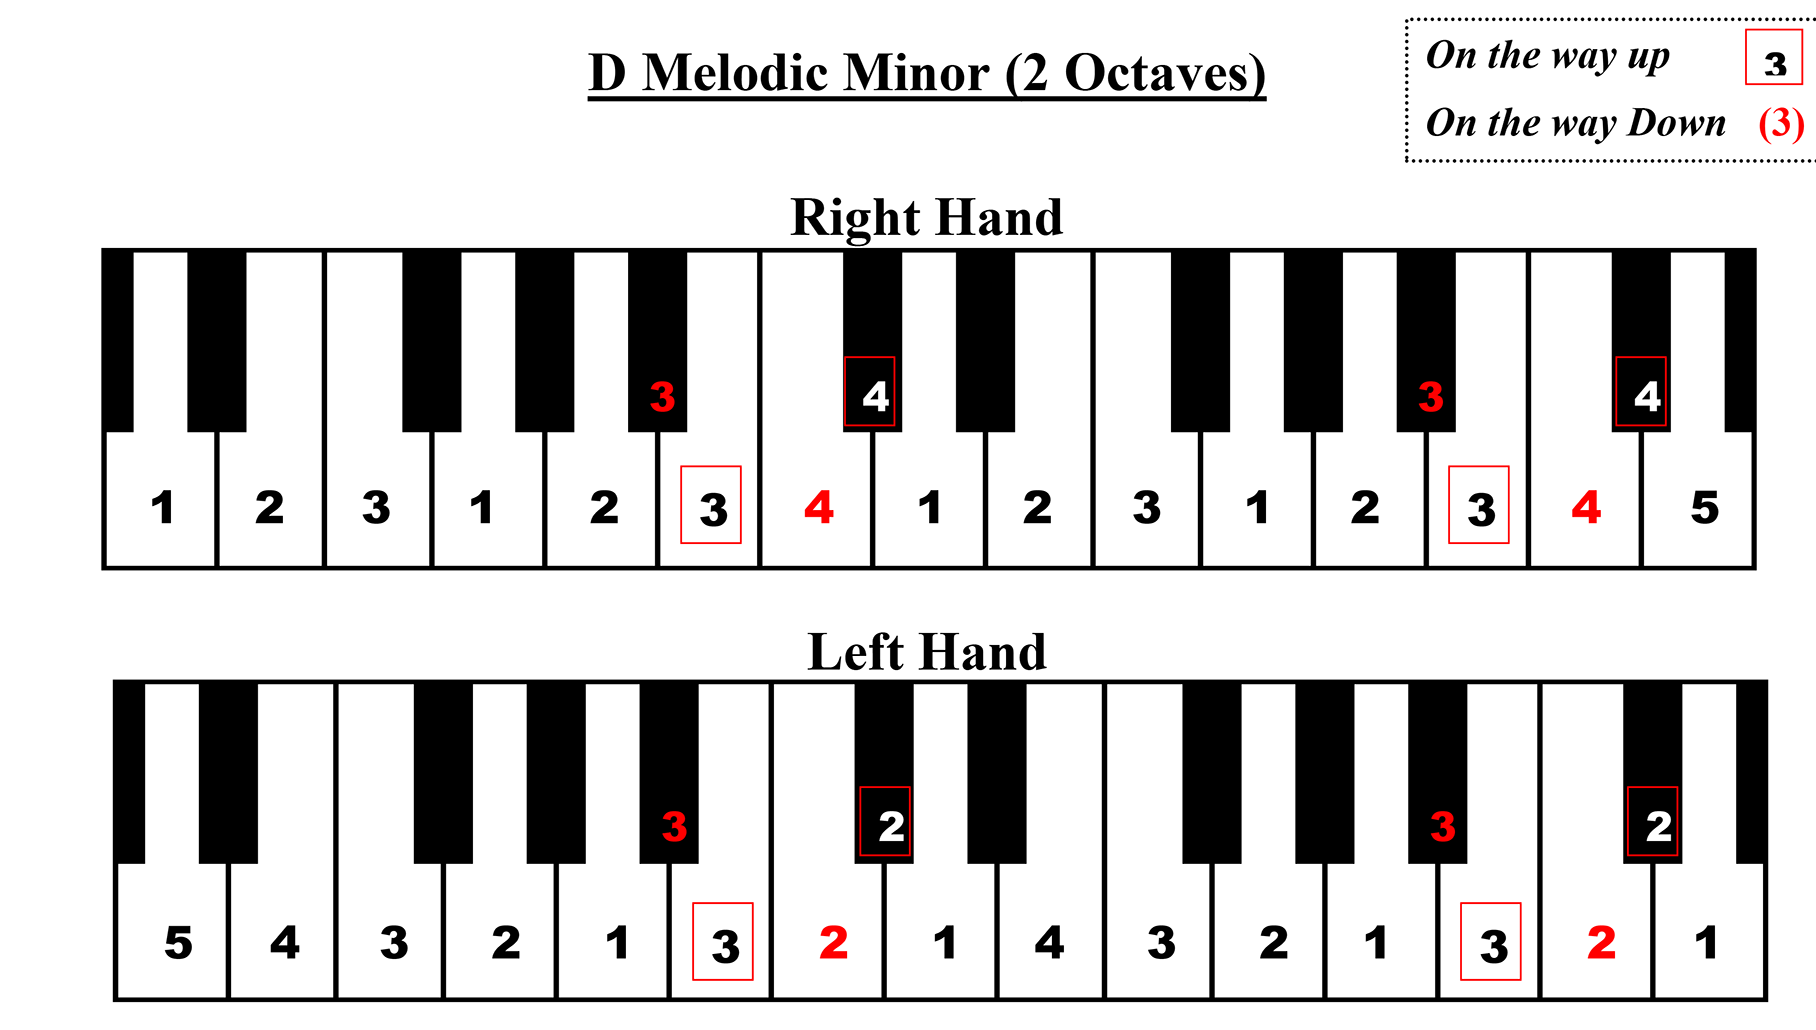 D Melodic Minor (2 Octaves)
On the way up 3
On the way Down (3)
Right Hand
3 4 3 4
1 2 3 1 2 3 4 1 2 3 1 2 3 4 5
Left Hand
3 2 3 2
5 4 3 2 1 3 2 1 4 3 2 1 3 2 1